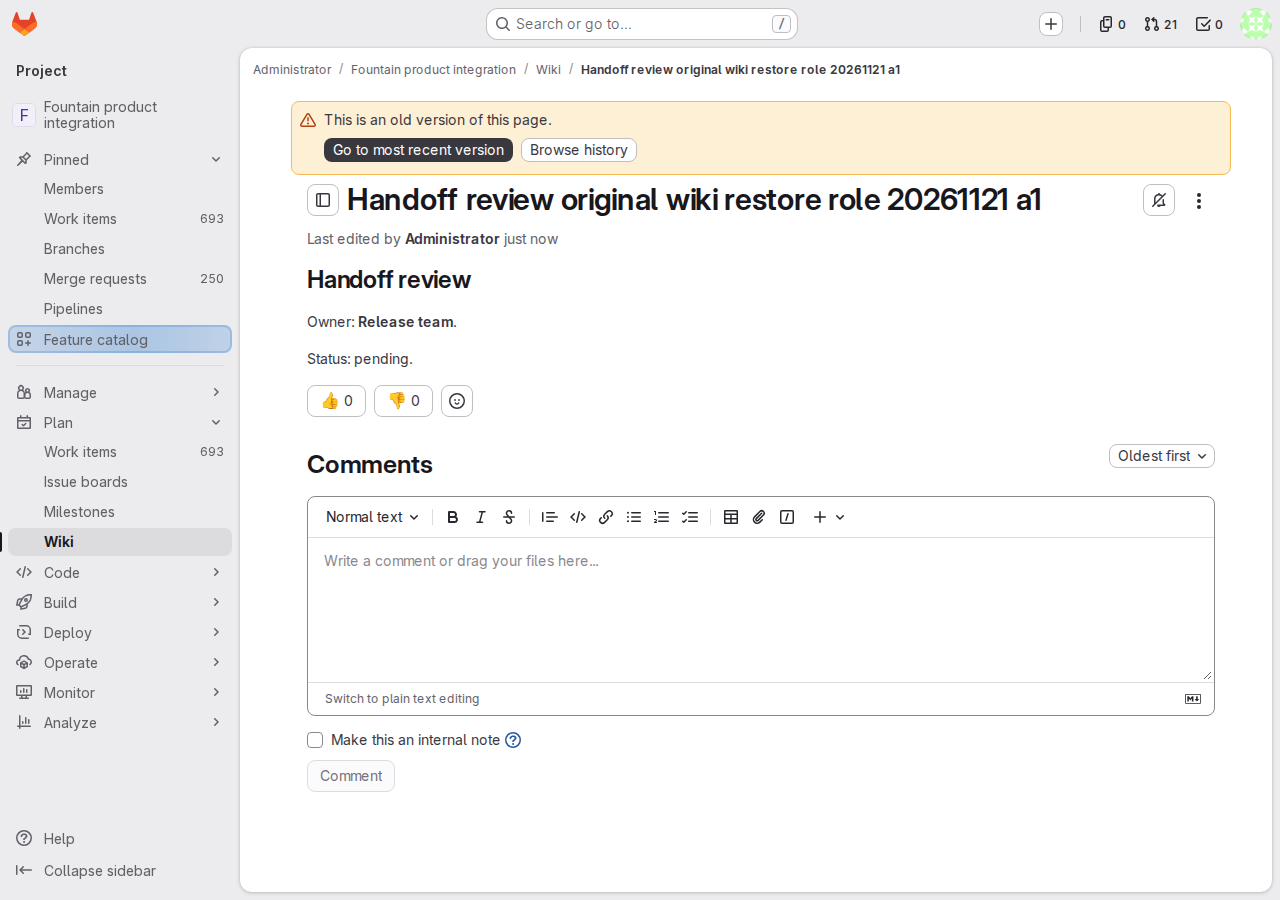 Search or go to...
/
0
21
0
Project
F
Fountain product integration
Pinned
Members
Work items
693
Branches
Merge requests
250
Pipelines
Feature catalog
Manage
Plan
Work items
693
Issue boards
Milestones
Wiki
Code
Build
Deploy
Operate
Monitor
Analyze
Help
Collapse sidebar
Administrator / Fountain product integration / Wiki / Handoff review original wiki restore role 20261121 a1
This is an old version of this page.
Go to most recent version
Browse history
Handoff review original wiki restore role 20261121 a1
Last edited by Administrator just now
Handoff review
Owner: Release team.
Status: pending.
👍 0
👎 0
Comments
Oldest first
Normal text
Write a comment or drag your files here...
Switch to plain text editing
Make this an internal note
Comment